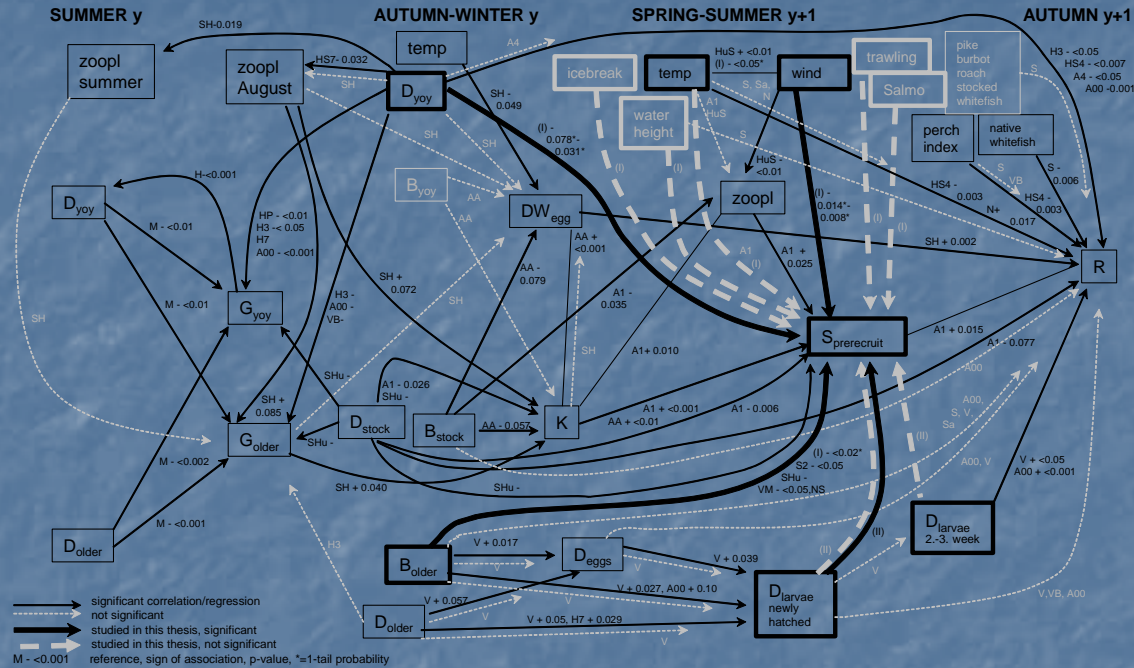 SUMMER y
AUTUMN-WINTER y
SPRING-SUMMER y+1
AUTUMN y+1
SH-0.019
A4
zoopl
summer
HS7- 0.032
zoopl
August
temp
D yoy
SH
SH -
0.049
icebreak
temp
HuS + <0.01
(I) - <0.05*
wind
trawling
Salmo
pike
burbot
roach
stocked
whitefish
S
H3 - <0.05
HS4 - <0.007
A4 - <0.05
A00 -0.001
water
height
S, Sa,
N
A1
HuS
S
perch
index
native
whitefish
(I) -
0.078*-
0.031*
SH
SH
(I)
(I)
HuS -
<0.01
S
VB
S -
0.006
H-<0.001
B yoy
AA
AA
DW egg
zoopl
(I) -
0.014*-
0.008*
HS4 -
0.003
N+
0.017
HS4 -
0.003
D yoy
M - <0.01
HP - <0.01
H3 -< 0.05
H7
A00 - <0.001
(I)
(I)
AA +
<0.001
SH + 0.002
A1
(I)
A1 +
0.025
R
SH +
0.072
SH
AA -
0.079
A1 -
0.035
M - <0.01
G yoy
H3 -
A00 -
VB-
SH
SH
A1+ 0.010
S prerecruit
A1 + 0.015
A1 - 0.077
A00
SHu -
A1 - 0.026
SHu -
SH +
0.085
D stock
B stock
K
A1 + <0.001
AA + <0.01
A1 - 0.006
A00,
S, V,
Sa
G older
SHu -
AA - 0.057
M - <0.002
(I) - <0.02*
S2 - <0.05
SHu -
VM - <0.05,NS
(II)
A00, V
V + <0.05
A00 + <0.001
SH + 0.040
SHu -
M - <0.001
D older
D larvae
2.-3. week
(II)
(II)
H3
B older
V + 0.017
V
D eggs
V + 0.039
V
V
V + 0.027, A00 + 0.10
V + 0.057
V
V
D larvae
newly
hatched
V,VB, A00
D older
V + 0.05, H7 + 0.029
V
significant correlation/regression
not significant
studied in this thesis, significant
studied in this thesis, not significant
M - <0.001 reference, sign of association, p-value, *=1-tail probability